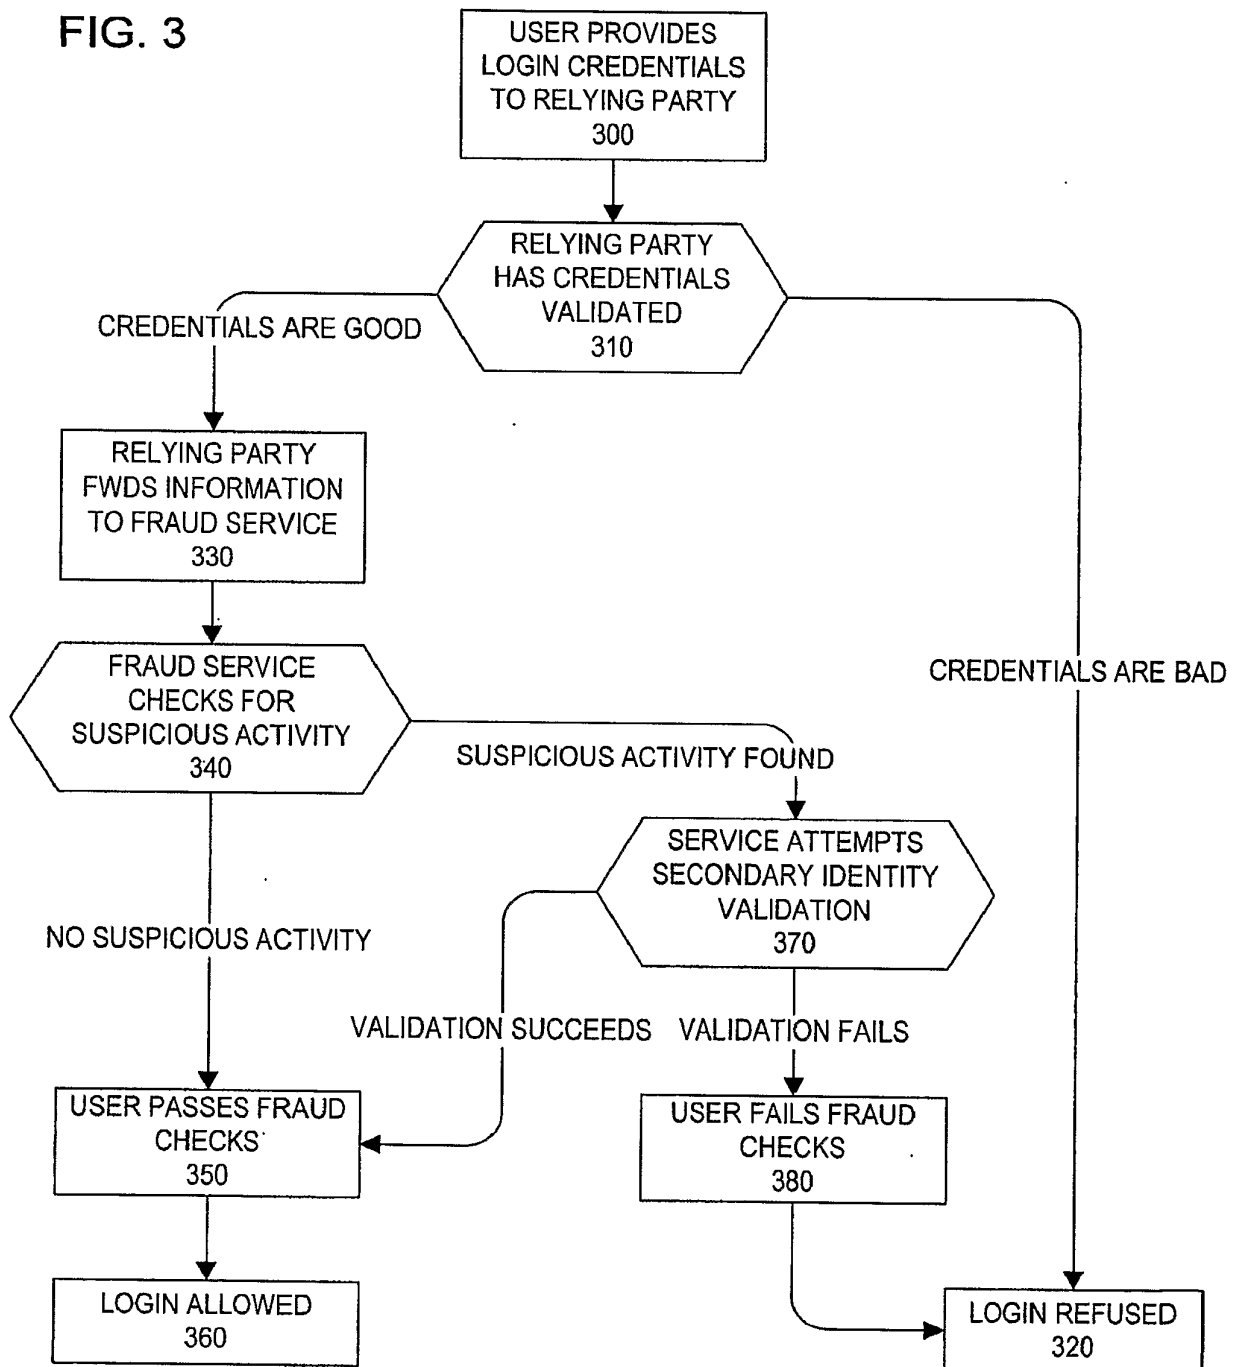 FIG. 3
USER PROVIDES
LOGIN CREDENTIALS
TO RELYING PARTY
300
RELYING PARTY
HAS CREDENTIALS
VALIDATED
310
CREDENTIALS ARE GOOD
RELYING PARTY
FWDS INFORMATION
TO FRAUD SERVICE
330
FRAUD SERVICE
CHECKS FOR
SUSPICIOUS ACTIVITY
340
CREDENTIALS ARE BAD
SUSPICIOUS ACTIVITY FOUND
SERVICE ATTEMPTS
SECONDARY IDENTITY
VALIDATION
370
NO SUSPICIOUS ACTIVITY
VALIDATION SUCCEEDS
VALIDATION FAILS
USER PASSES FRAUD
CHECKS
350
USER FAILS FRAUD
CHECKS
380
LOGIN ALLOWED
360
LOGIN REFUSED
320